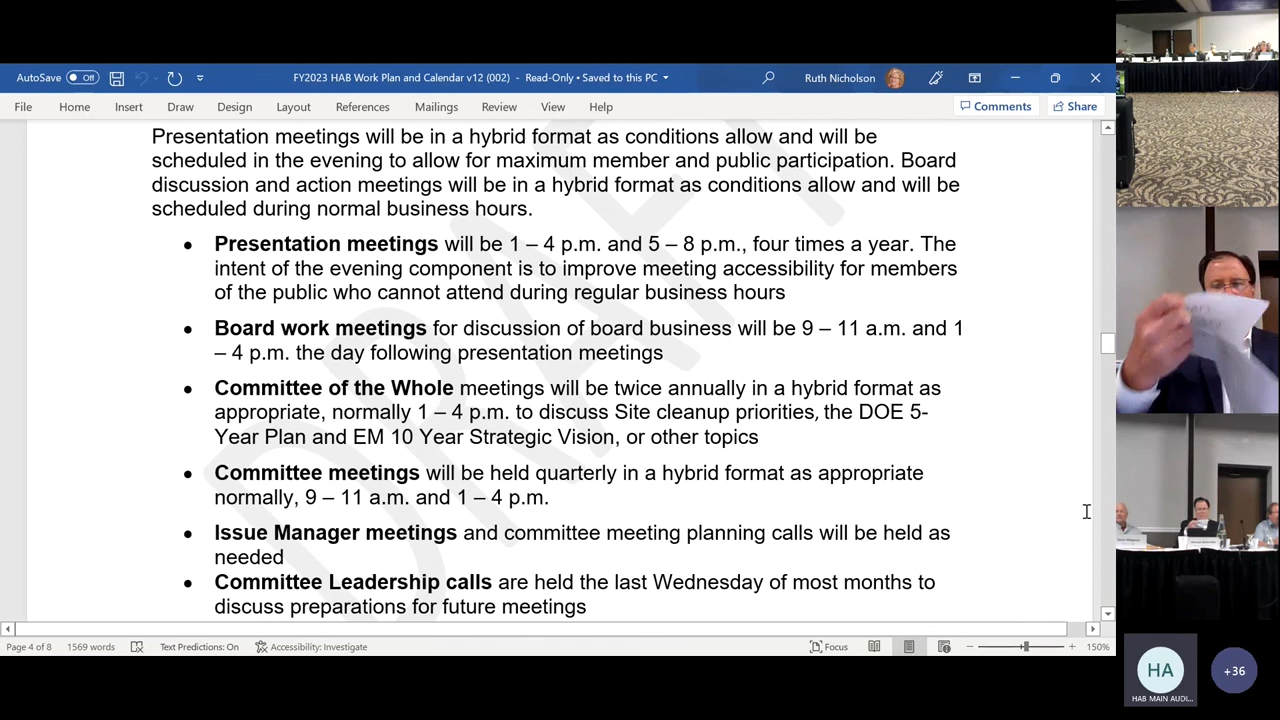 AutoSave Off FY2023 HAB Work Plan and Calendar v12 (002) - Read-Only • Saved to this PC Ruth Nicholson
File Home Insert Draw Design Layout References Mailings Review View Help Comments Share
Presentation meetings will be in a hybrid format as conditions allow and will be
scheduled in the evening to allow for maximum member and public participation. Board
discussion and action meetings will be in a hybrid format as conditions allow and will be
scheduled during normal business hours.
• Presentation meetings will be 1 – 4 p.m. and 5 – 8 p.m., four times a year. The
intent of the evening component is to improve meeting accessibility for members
of the public who cannot attend during regular business hours
• Board work meetings for discussion of board business will be 9 – 11 a.m. and 1
– 4 p.m. the day following presentation meetings
• Committee of the Whole meetings will be twice annually in a hybrid format as
appropriate, normally 1 – 4 p.m. to discuss Site cleanup priorities, the DOE 5-
Year Plan and EM 10 Year Strategic Vision, or other topics
• Committee meetings will be held quarterly in a hybrid format as appropriate
normally, 9 – 11 a.m. and 1 – 4 p.m.
• Issue Manager meetings and committee meeting planning calls will be held as
needed
• Committee Leadership calls are held the last Wednesday of most months to
discuss preparations for future meetings
DRAFT
Page 4 of 8 1569 words Text Predictions: On Accessibility: Investigate Focus 150%
HA
HAB MAIN AUDI...
+36